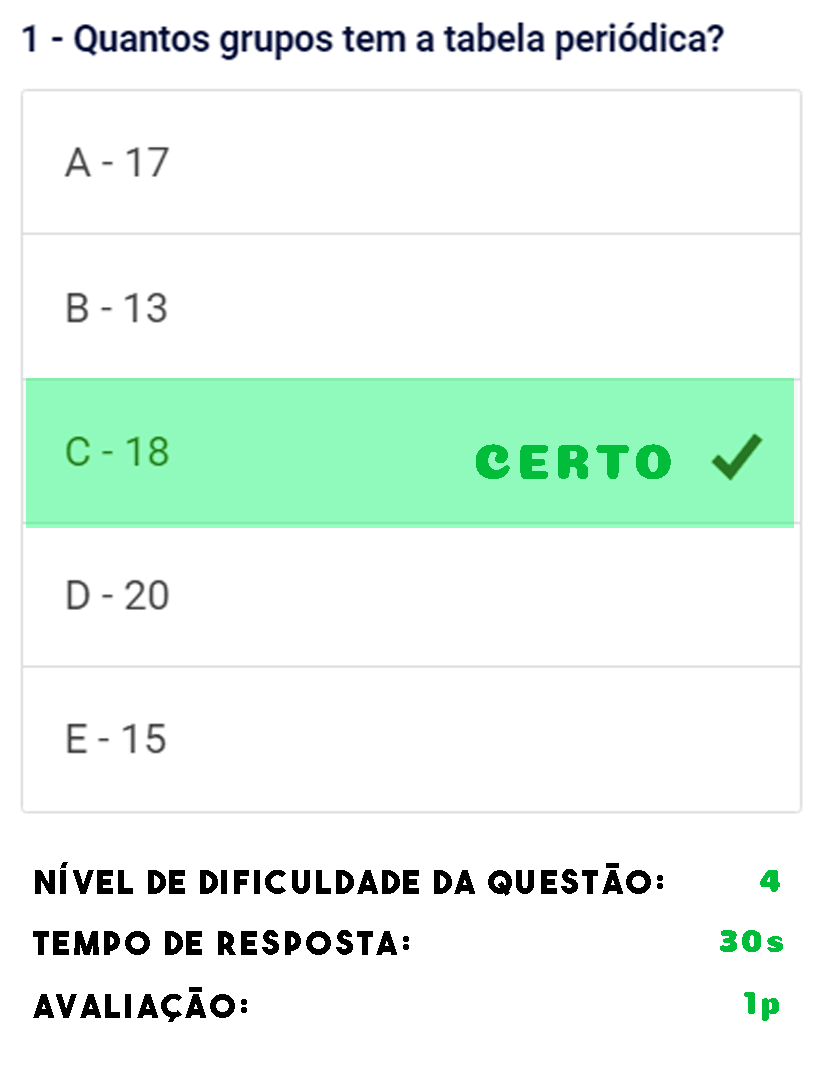 1 - Quantos grupos tem a tabela periódica?
A - 17
B - 13
C - 18 CERTO
D - 20
E - 15
NÍVEL DE DIFICULDADE DA QUESTÃO: 4
TEMPO DE RESPOSTA: 30s
AVALIAÇÃO: 1p